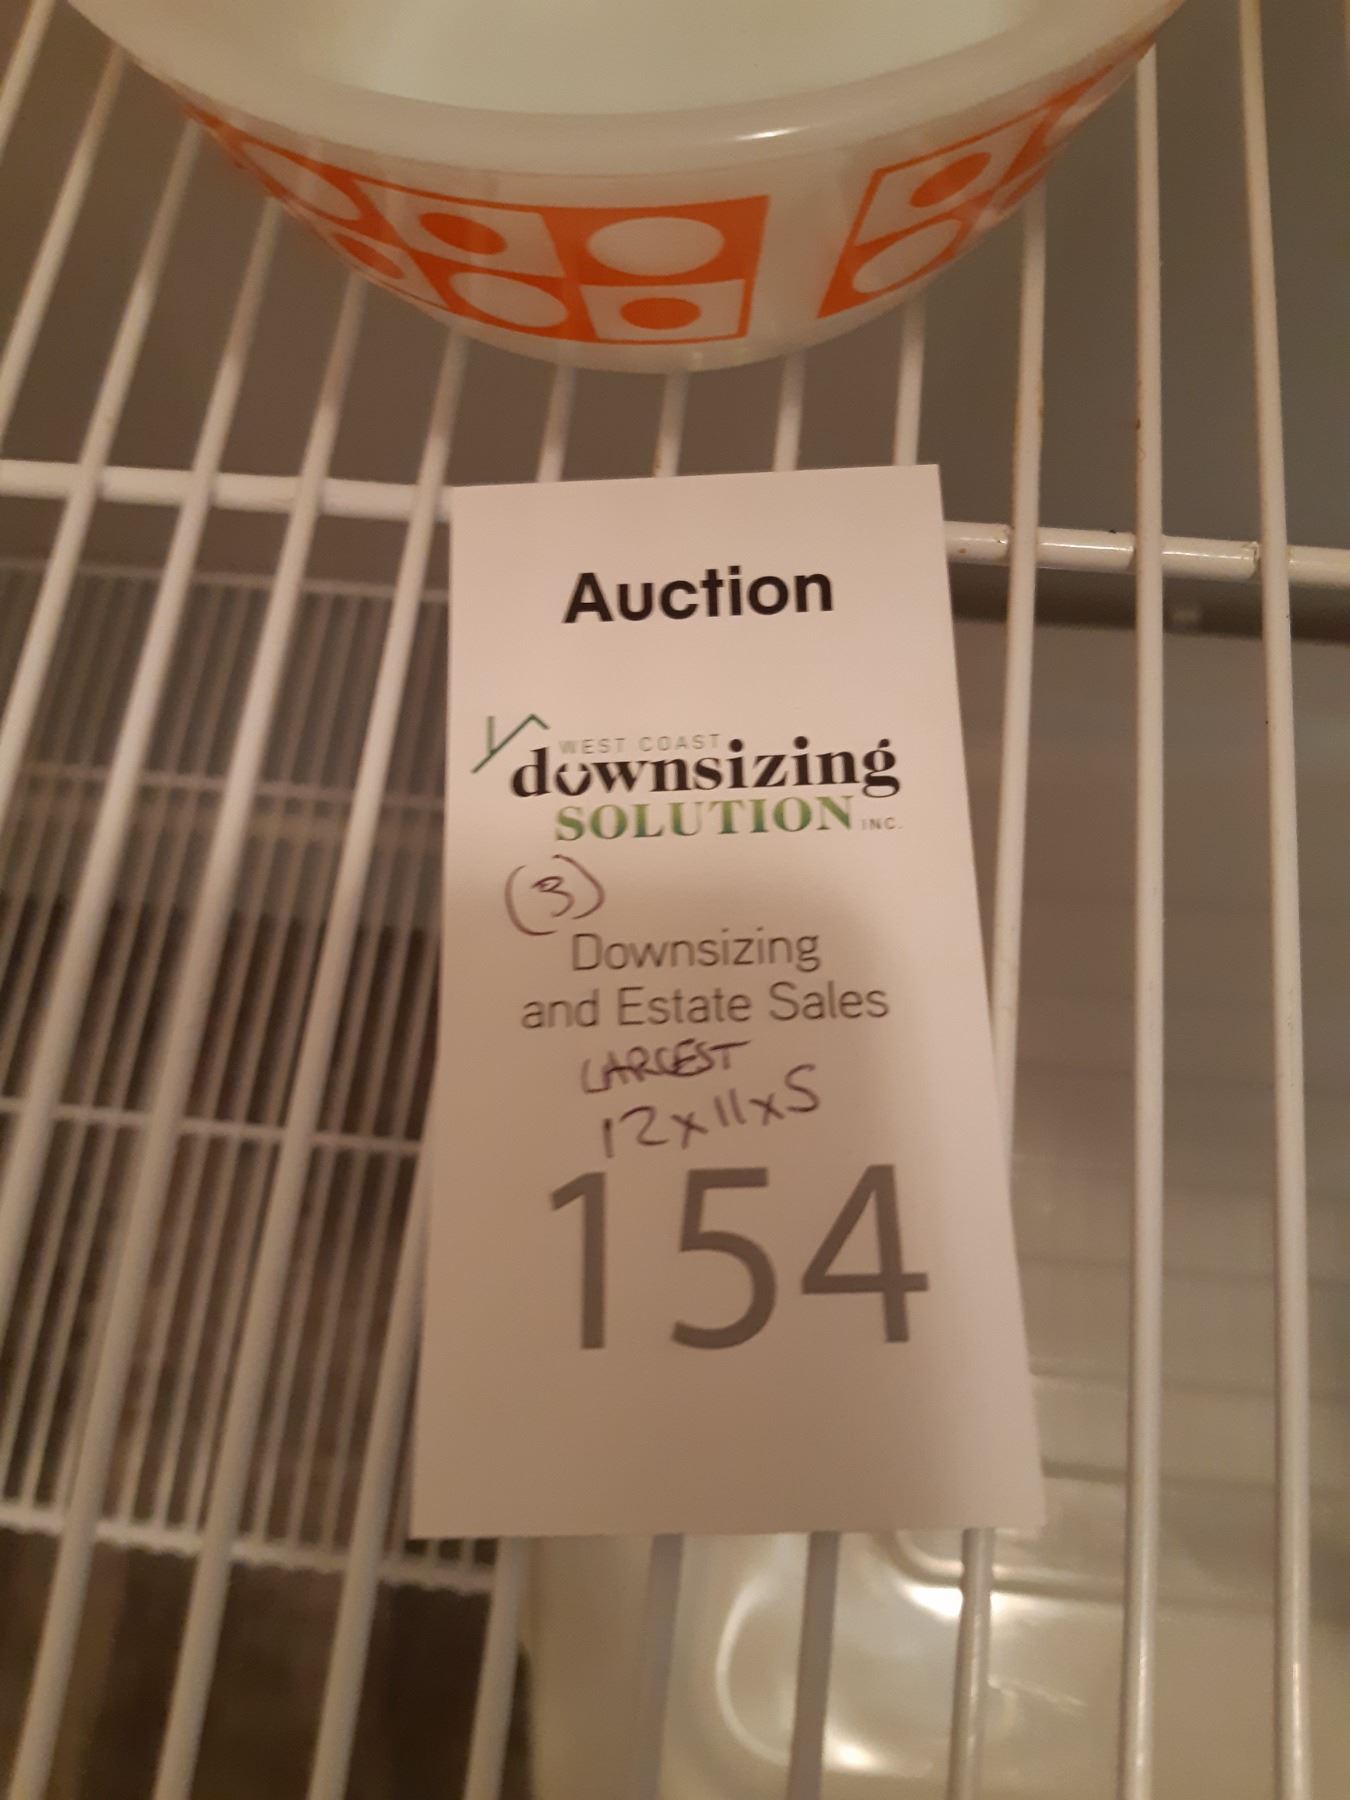 Auction
WEST COAST
downsizing
SOLUTION INC.
(3)
Downsizing
and Estate Sales
LARGEST
12x11x5
154